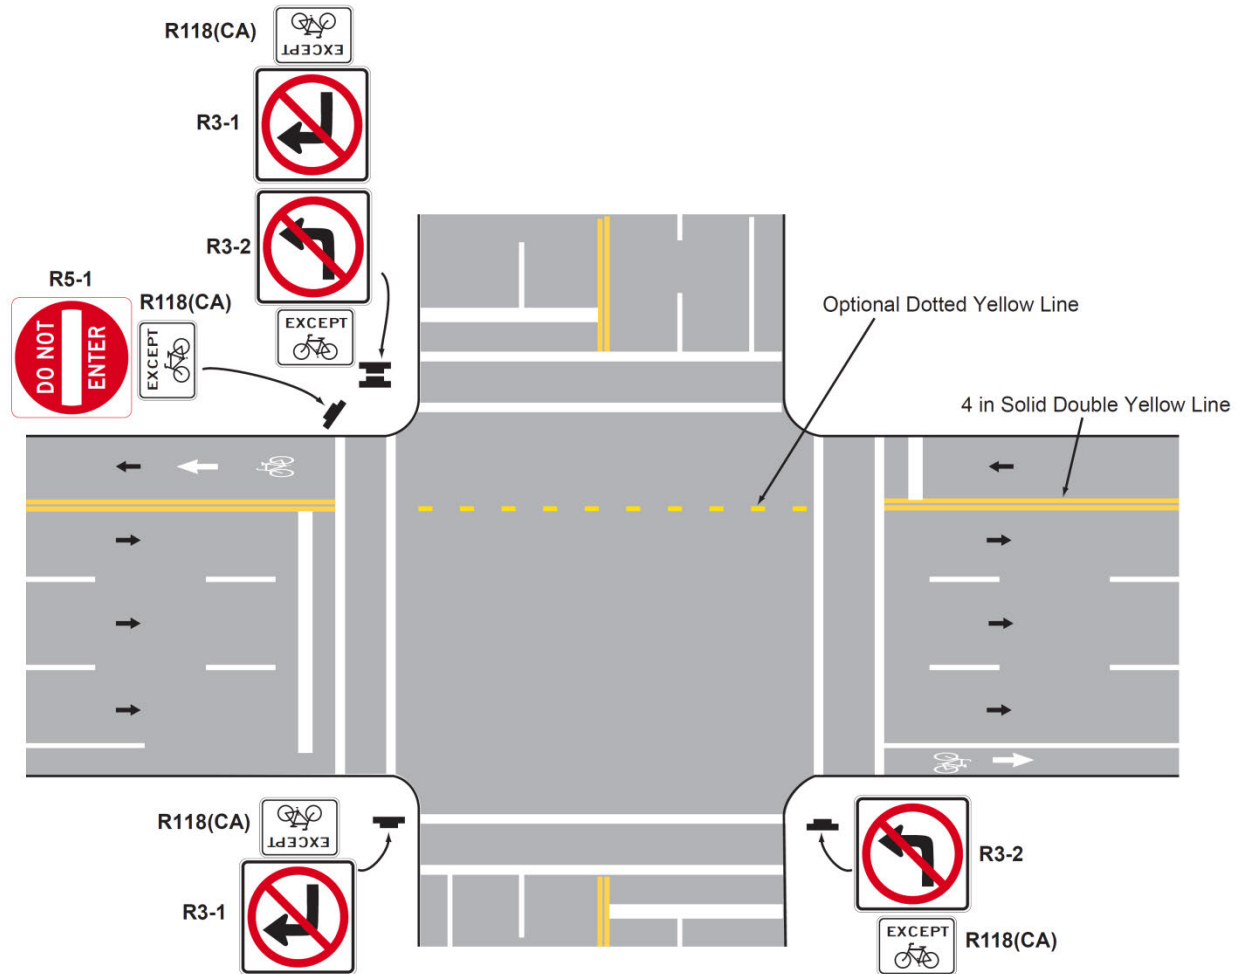 R118(CA)
EXCEPT
R3-1
R3-2
R5-1
R118(CA)
DO NOT
ENTER
EXCEPT
EXCEPT
Optional Dotted Yellow Line
4 in Solid Double Yellow Line
R118(CA)
EXCEPT
R3-1
R3-2
EXCEPT
R118(CA)